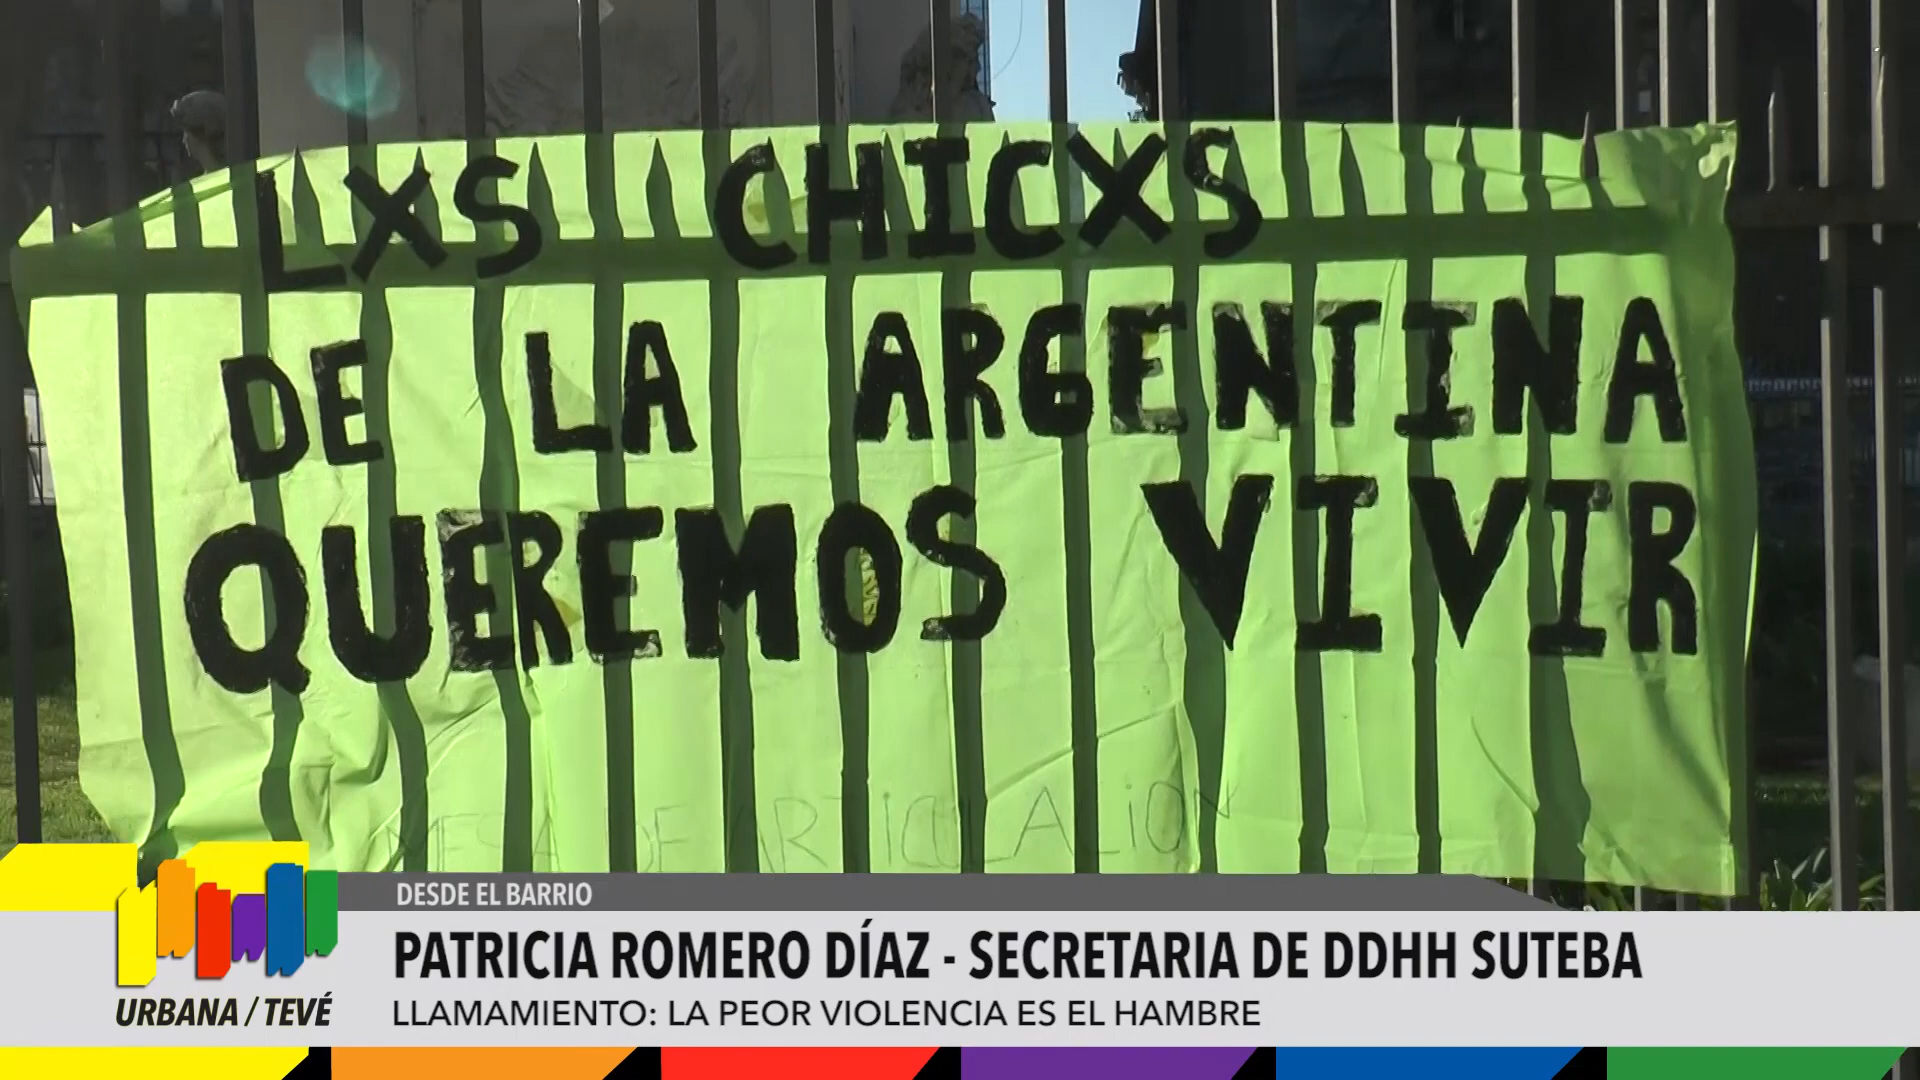 LXS CHICXS
DE LA ARGENTINA
QUEREMOS VIVIR
MESA DE ARTICULACION
DESDE EL BARRIO
PATRICIA ROMERO DÍAZ - SECRETARIA DE DDHH SUTEBA
URBANA / TEVÉ
LLAMAMIENTO: LA PEOR VIOLENCIA ES EL HAMBRE